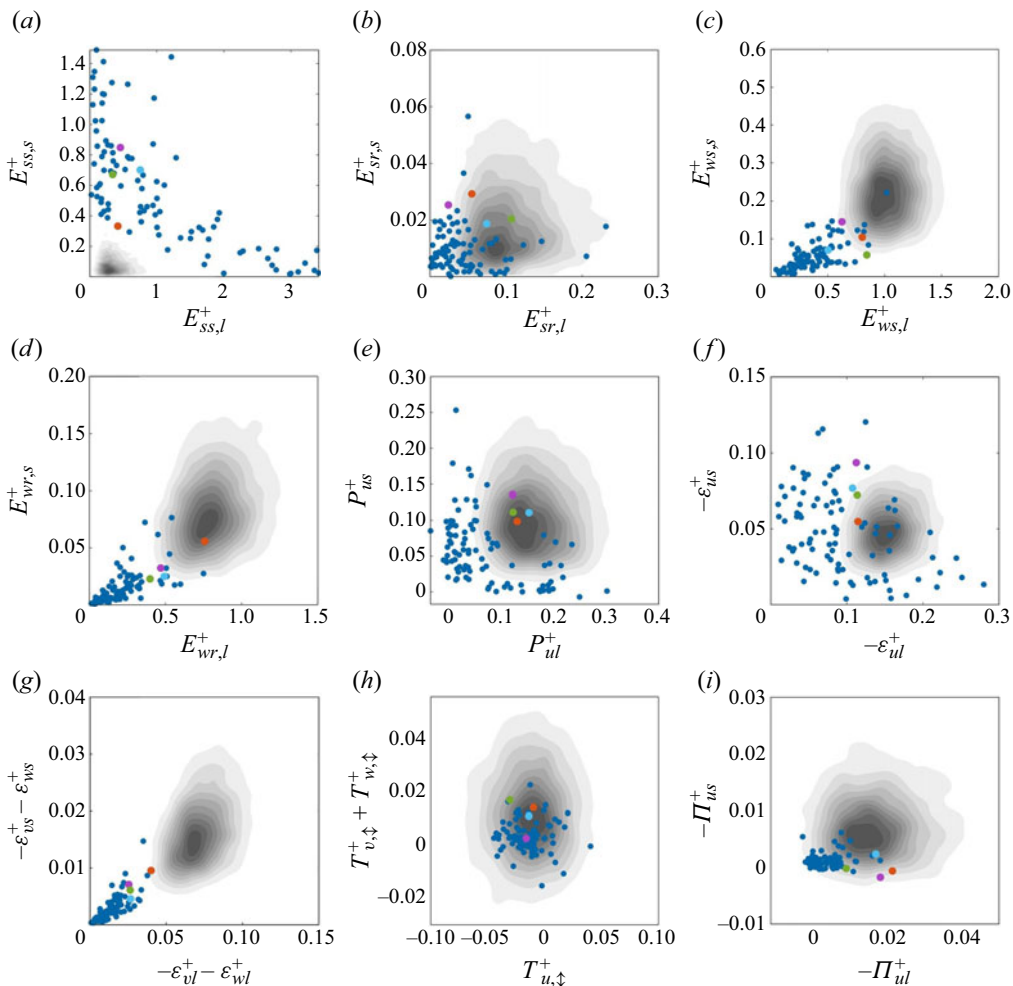 (a) (b) (c)
1.4 1.2 1.0 0.8 0.6 0.4 0.2
E⁺ss,s
0 1 2 3
E⁺ss,l
0.08 0.06 0.04 0.02
E⁺sr,s
0 0.1 0.2 0.3
E⁺sr,l
0.6 0.5 0.4 0.3 0.2 0.1
E⁺ws,s
0 0.5 1.0 1.5 2.0
E⁺ws,l
(d) (e) (f)
0.20 0.15 0.10 0.05
E⁺wr,s
0 0.5 1.0 1.5
E⁺wr,l
0.30 0.25 0.20 0.15 0.10 0.05 0
P⁺us
0 0.1 0.2 0.3 0.4
P⁺ul
0.15 0.10 0.05
−ε⁺us
0 0.1 0.2 0.3
−ε⁺ul
(g) (h) (i)
0.04 0.03 0.02 0.01
−ε⁺vs − ε⁺ws
0 0.05 0.10 0.15
−ε⁺vl − ε⁺wl
0.04 0.02 0 −0.02
T⁺v,↕ + T⁺w,↕
−0.10 −0.05 0 0.05 0.10
T⁺u,↕
0.03 0.02 0.01 0 −0.01
−Π⁺us
0 0.02 0.04
−Π⁺ul